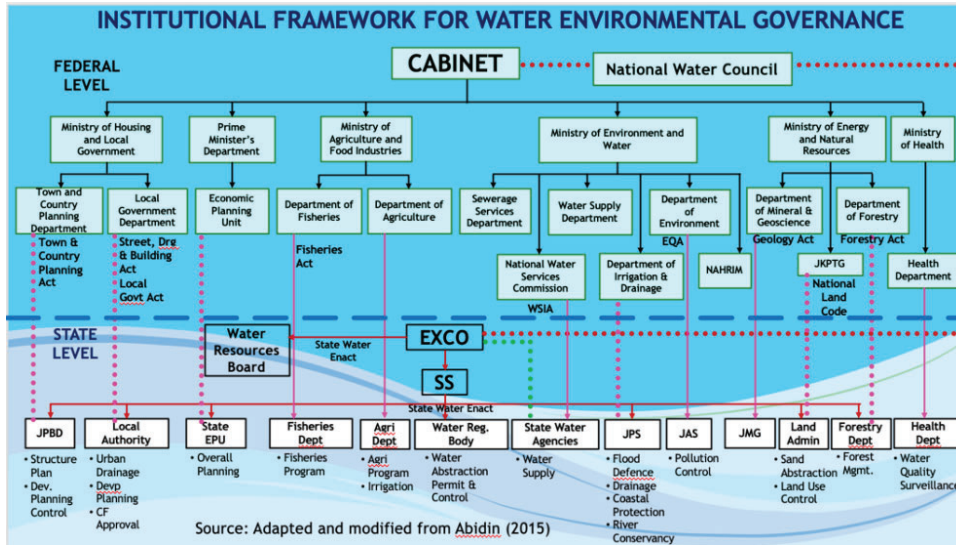 INSTITUTIONAL FRAMEWORK FOR WATER ENVIRONMENTAL GOVERNANCE
FEDERAL
LEVEL
CABINET
National Water Council
Ministry of Housing
and Local
Government
Prime
Minister's
Department
Ministry of
Agriculture and
Food Industries
Ministry of Environment and
Water
Ministry of Energy
and Natural
Resources
Ministry
of Health
Town and
Country
Planning
Department
Local
Government
Department
Economic
Planning
Unit
Department of
Fisheries
Department of
Agriculture
Sewerage
Services
Department
Water Supply
Department
Department
of
Environment
Department
of Mineral &
Geoscience
Department
of Forestry
Town &
Country
Planning
Act
Street, Drg
& Building
Act
Local
Govt Act
Fisheries
Act
EQA
Geology Act
Forestry Act
National Water
Services
Commission
Department of
Irrigation &
Drainage
NAHRIM
JKPTG
Health
Department
WSIA
National
Land
Code
STATE
LEVEL
Water
Resources
Board
State Water
Enact
EXCO
SS
State Water Enact
JPBD
Local
Authority
State
EPU
Fisheries
Dept
Agri
Dept
Water Reg.
Body
State Water
Agencies
JPS
JAS
JMG
Land
Admin
Forestry
Dept
Health
Dept
• Structure
Plan
• Dev.
Planning
Control
• Urban
Drainage
• Devp
Planning
• CF
Approval
• Overall
Planning
• Fisheries
Program
• Agri
Program
• Irrigation
• Water
Abstraction
Permit &
Control
• Water
Supply
• Flood
Defence
Drainage
• Coastal
Protection
• River
Conservancy
• Pollution
Control
• Sand
Abstraction
• Land Use
Control
• Forest
Mgmt.
• Water
Quality
Surveillance
Source: Adapted and modified from Abidin (2015)